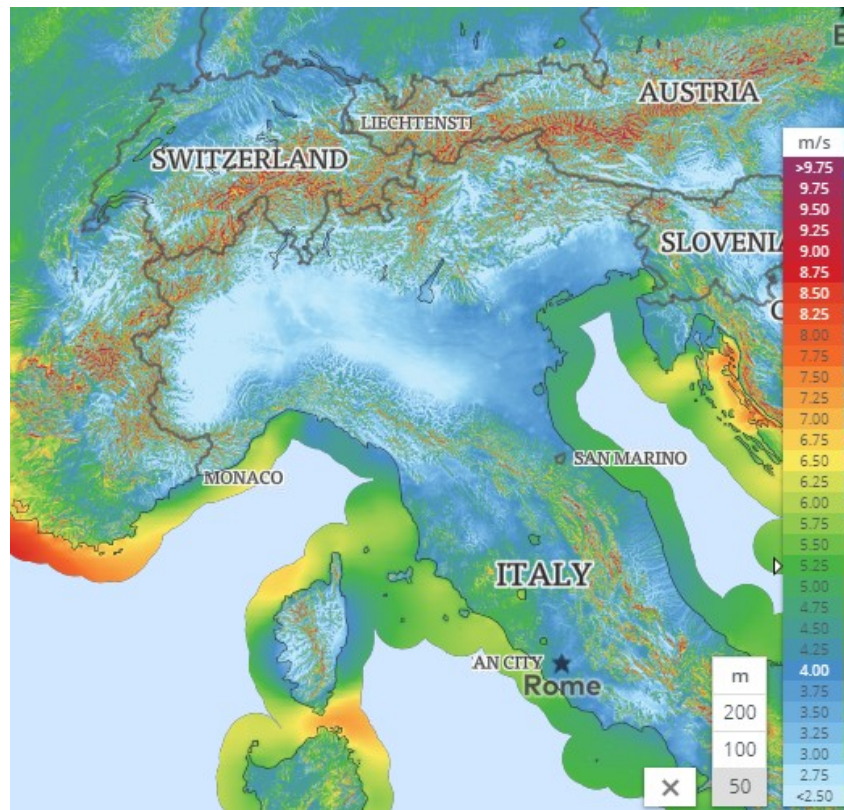 E
AUSTRIA
LIECHTENSTI
SWITZERLAND
SLOVENIA
C
MONACO
SAN MARINO
ITALY
'AN CITY
Rome
m/s
>9.75
9.75
9.50
9.25
9.00
8.75
8.50
8.25
8.00
7.75
7.50
7.25
7.00
6.75
6.50
6.25
6.00
5.75
5.50
5.25
5.00
4.75
4.50
4.25
4.00
3.75
3.50
3.25
3.00
2.75
<2.50
m
200
100
50
×